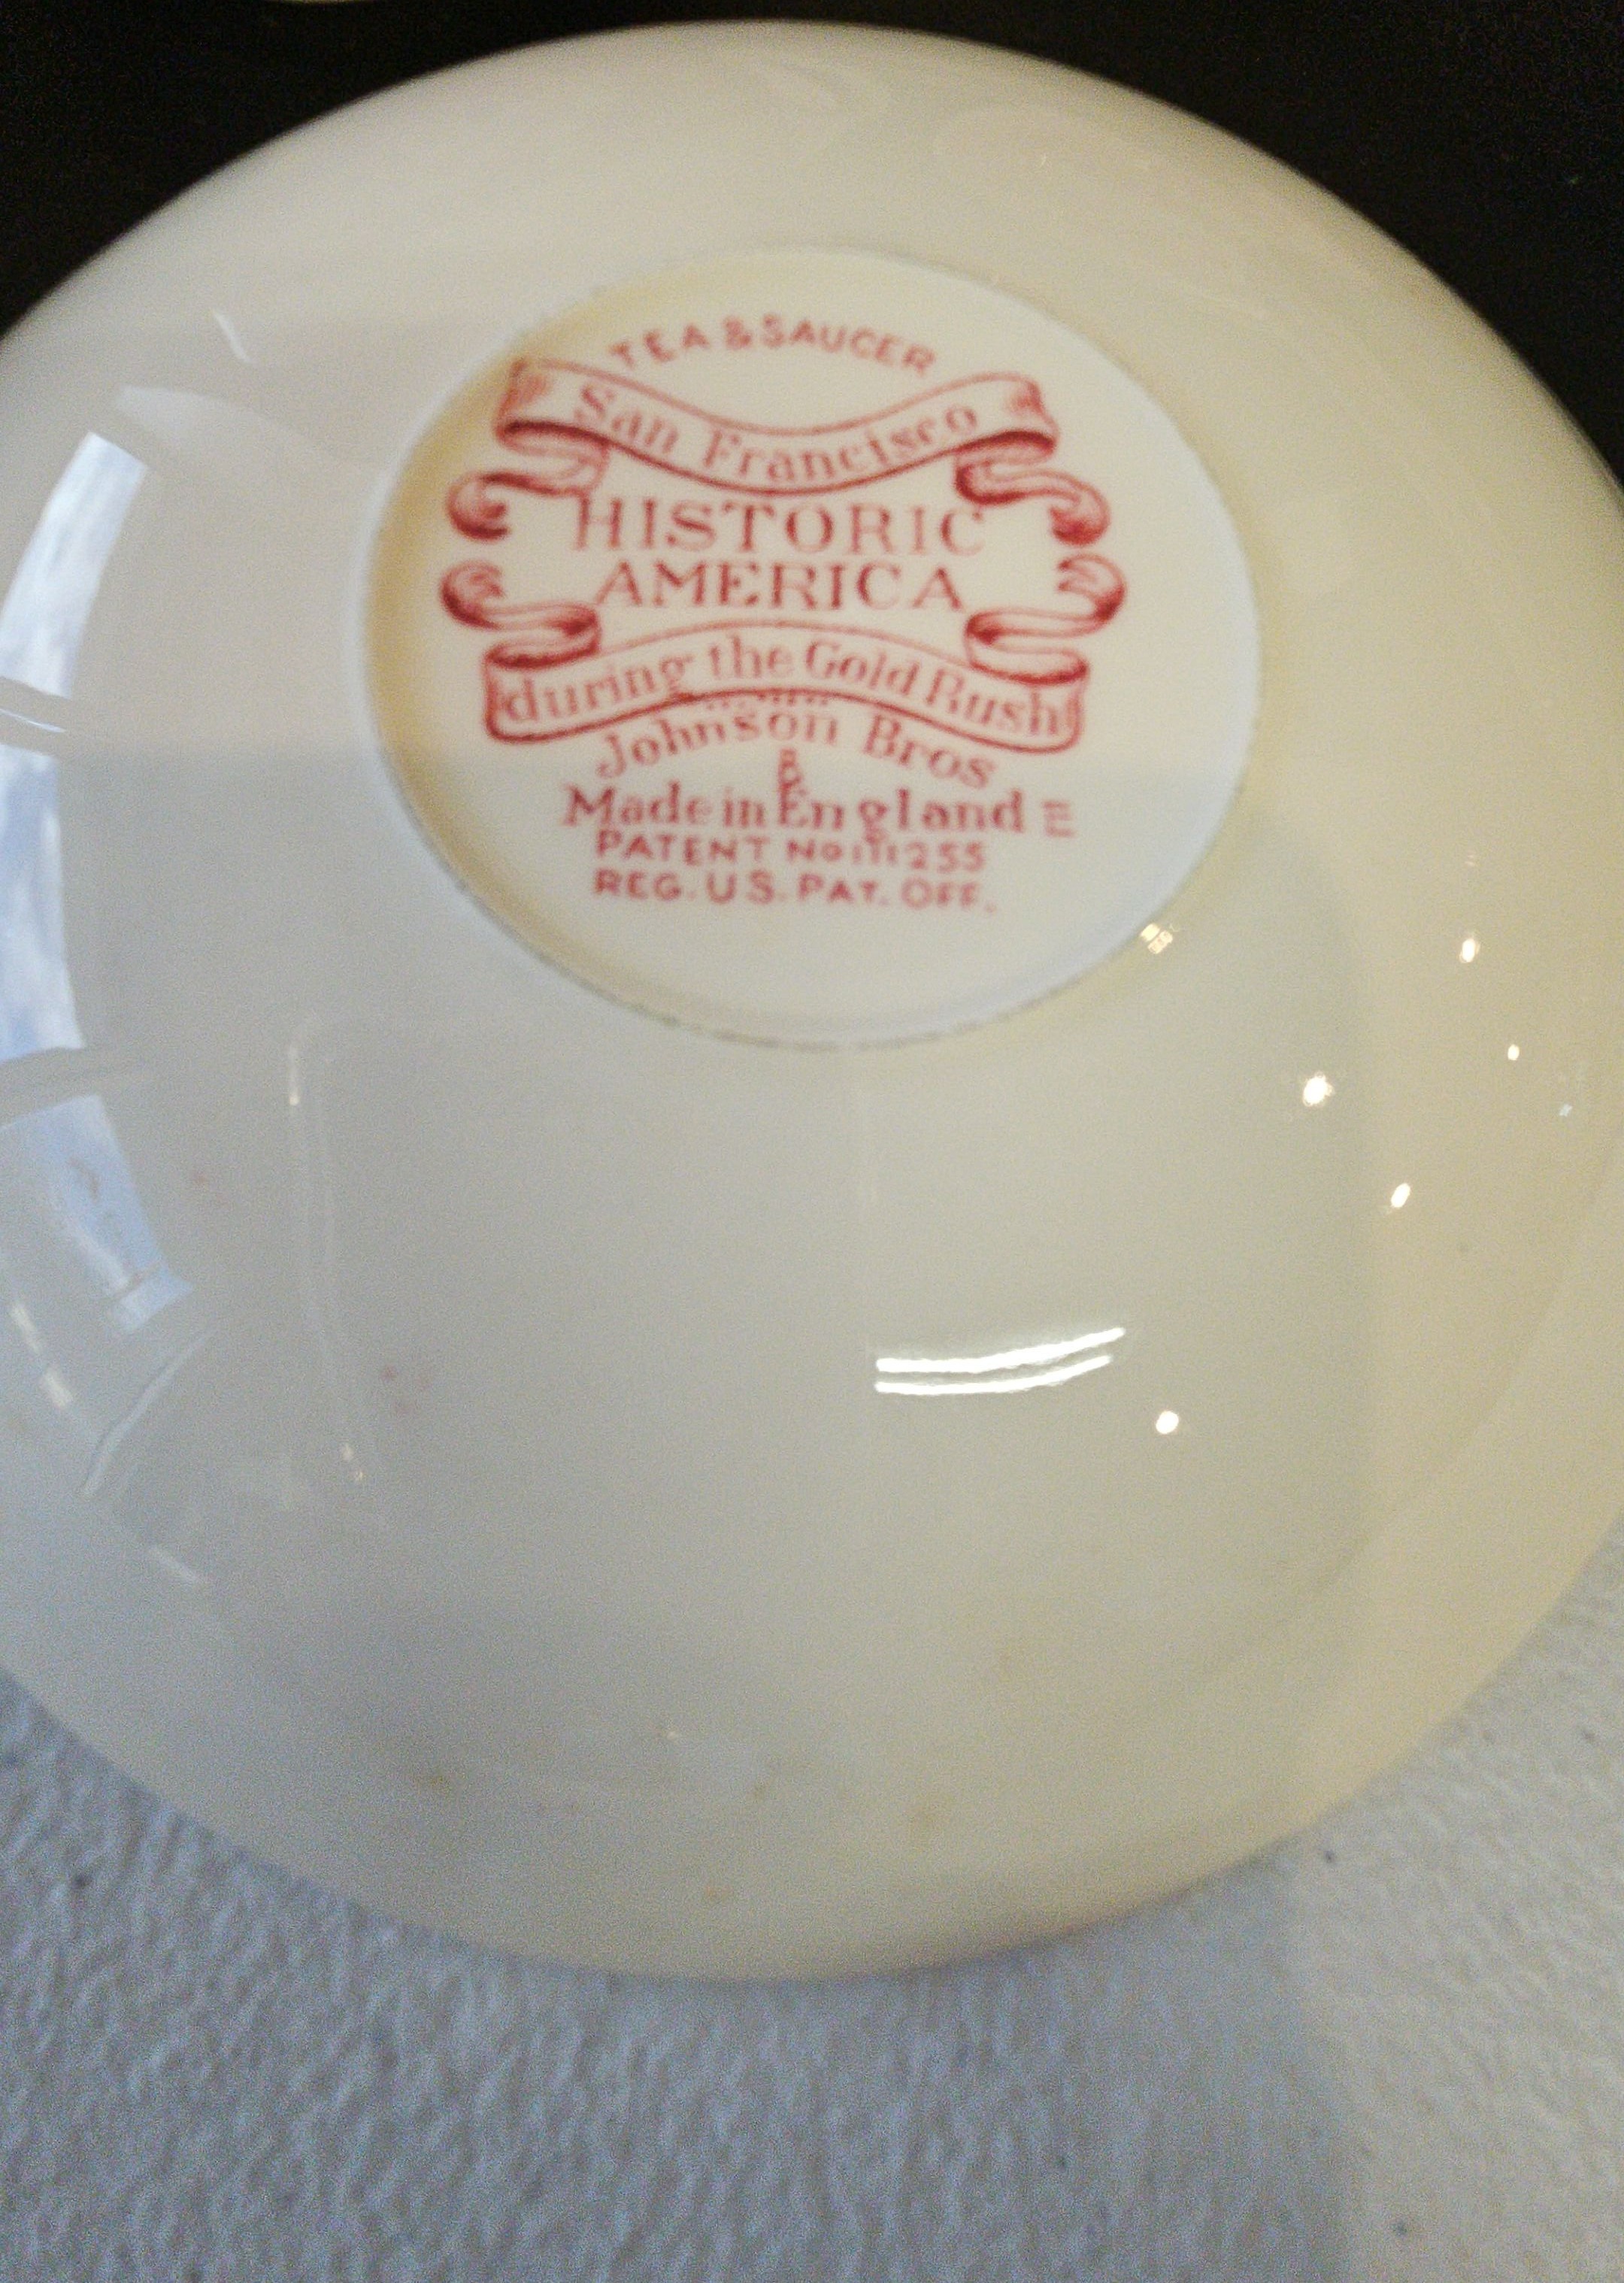 TEA & SAUCER
San Francisco
HISTORIC
AMERICA
during the Gold Rush
Johnson Bros
Made in England
PATENT No 111255
REG. U.S. PAT. OFF.